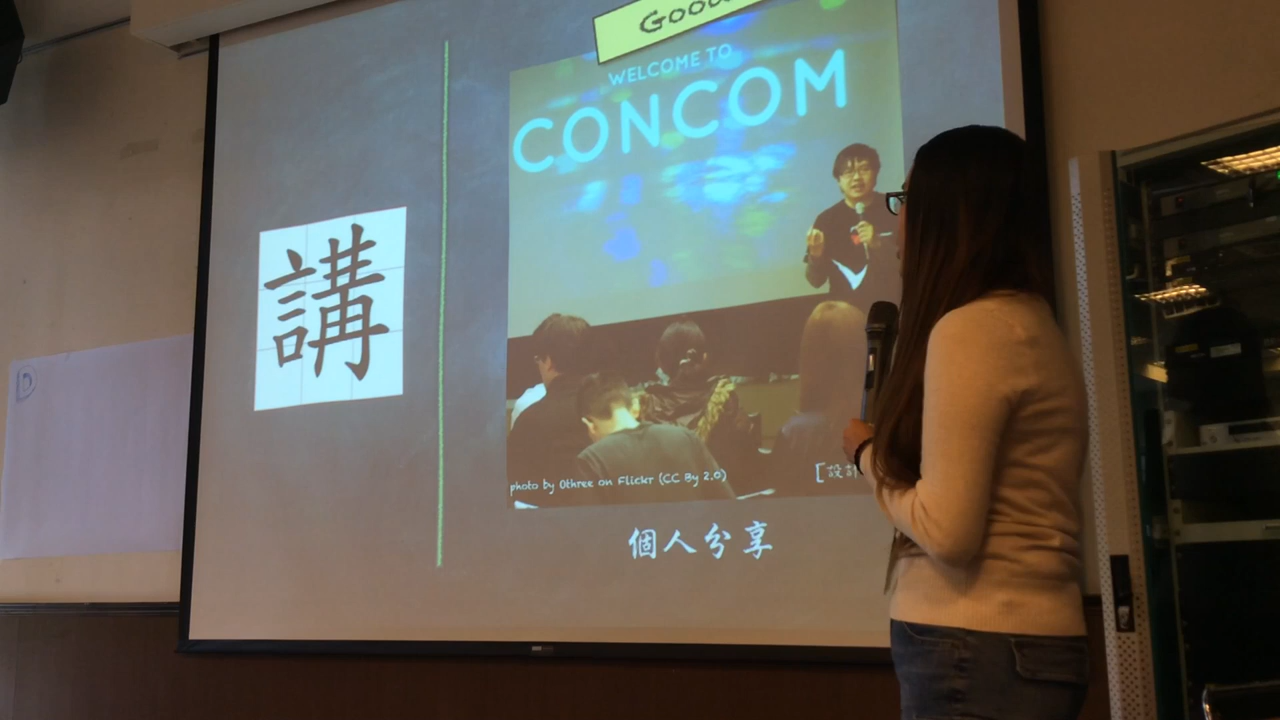 Good
WELCOME TO
CONCOM
講
photo by Othree on Flickr (CC By 2.0)
[設計
個人分享
D